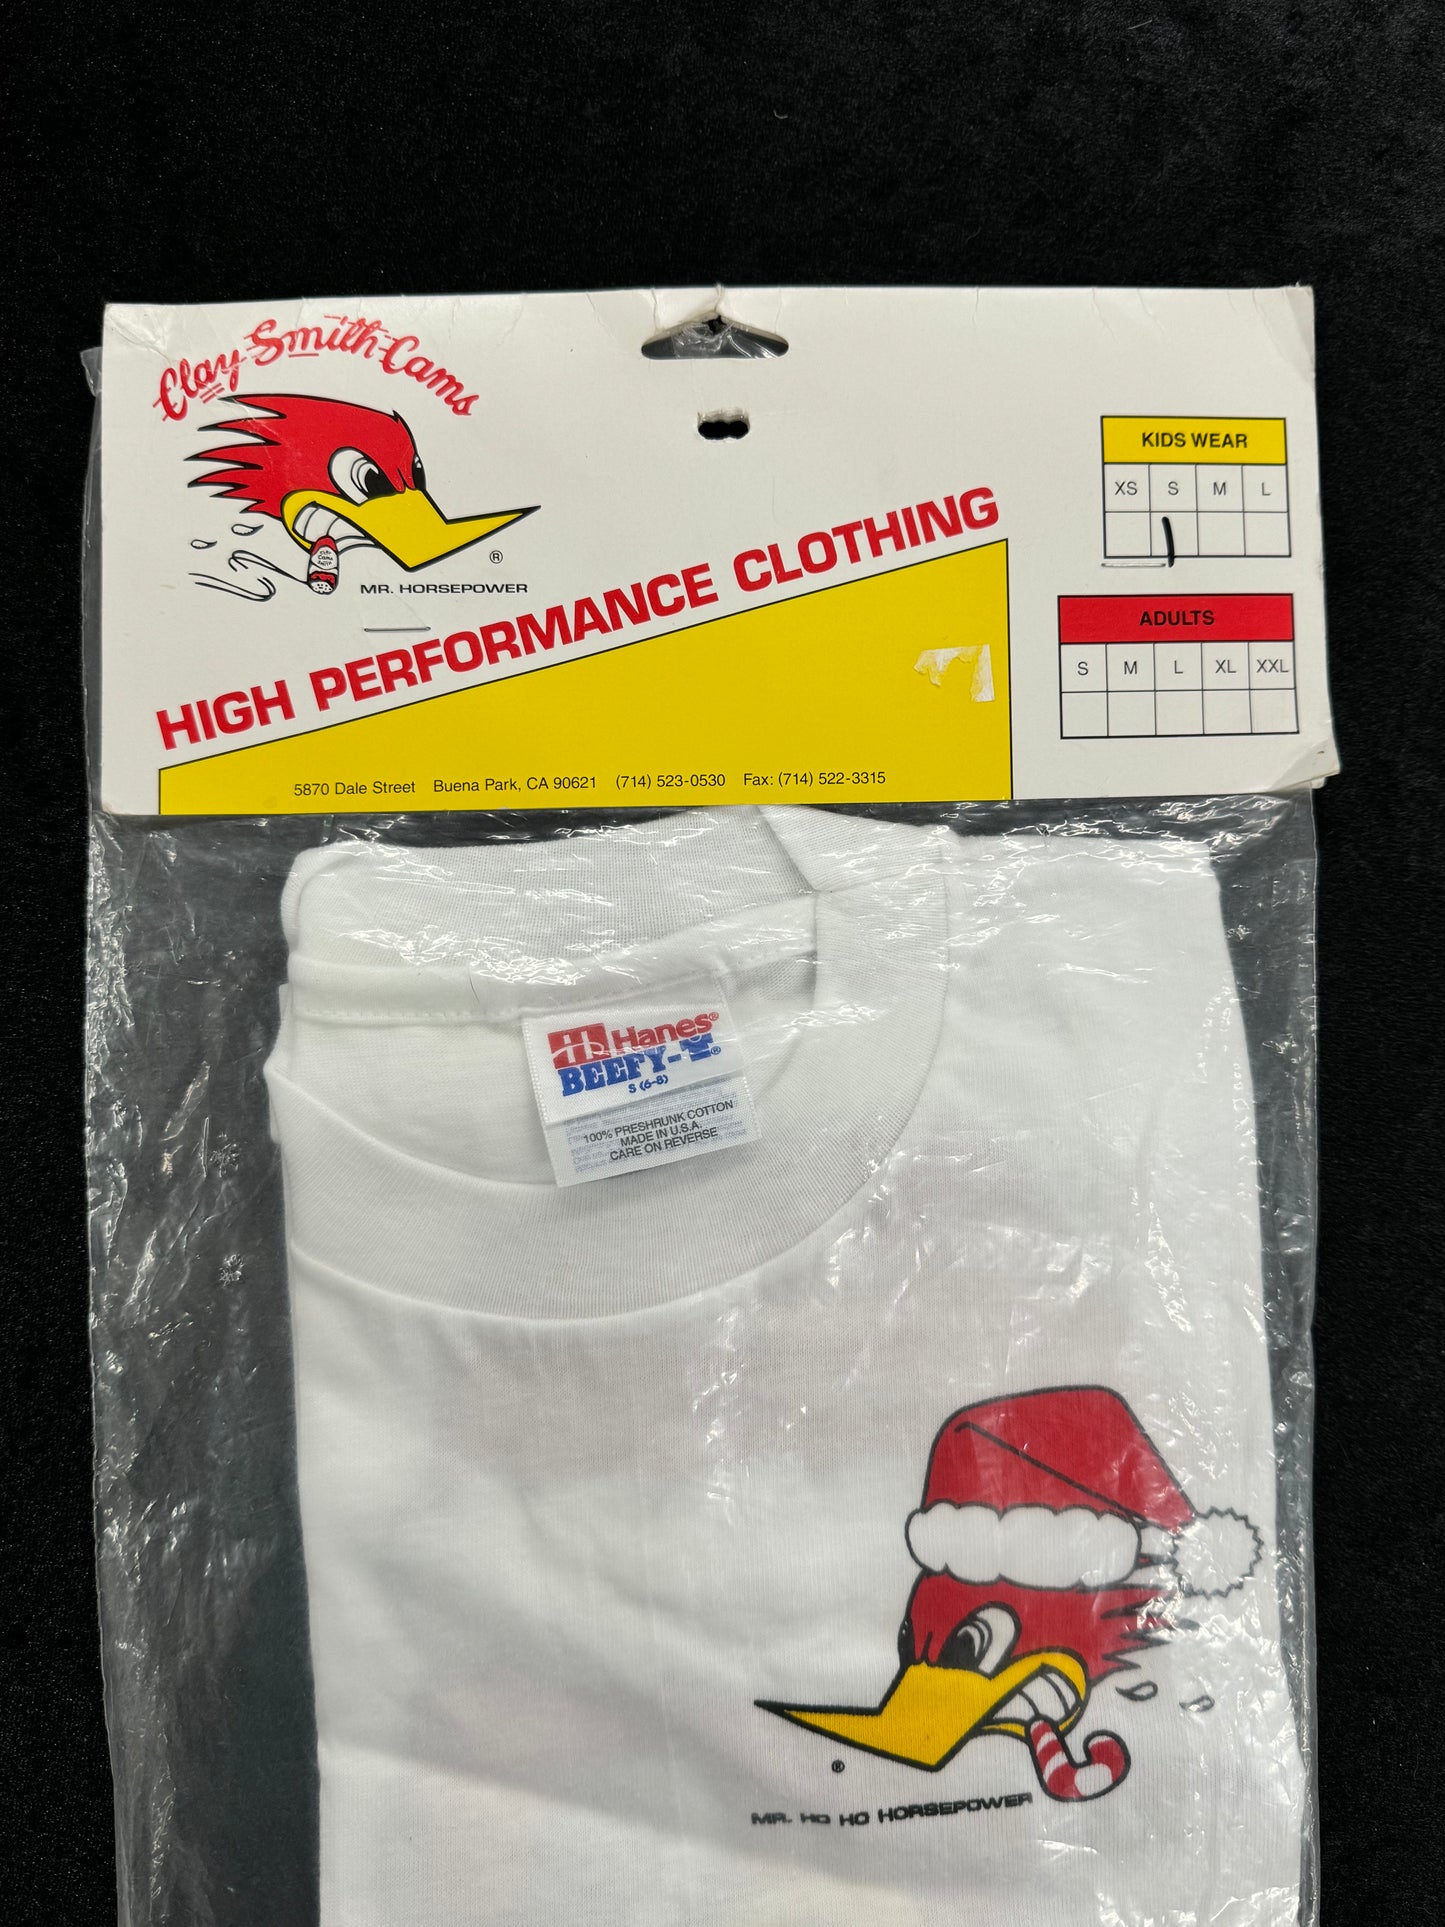 Clay Smith Cams
®
MR. HORSEPOWER
HIGH PERFORMANCE CLOTHING
5870 Dale Street Buena Park, CA 90621 (714) 523-0530 Fax: (714) 522-3315
KIDS WEAR
XS S M L
ADULTS
S M L XL XXL
Hanes®
BEEFY-T®
S (6-8)
100% PRESHRUNK COTTON
MADE IN U.S.A.
CARE ON REVERSE
®
MR. HO HO HORSEPOWER